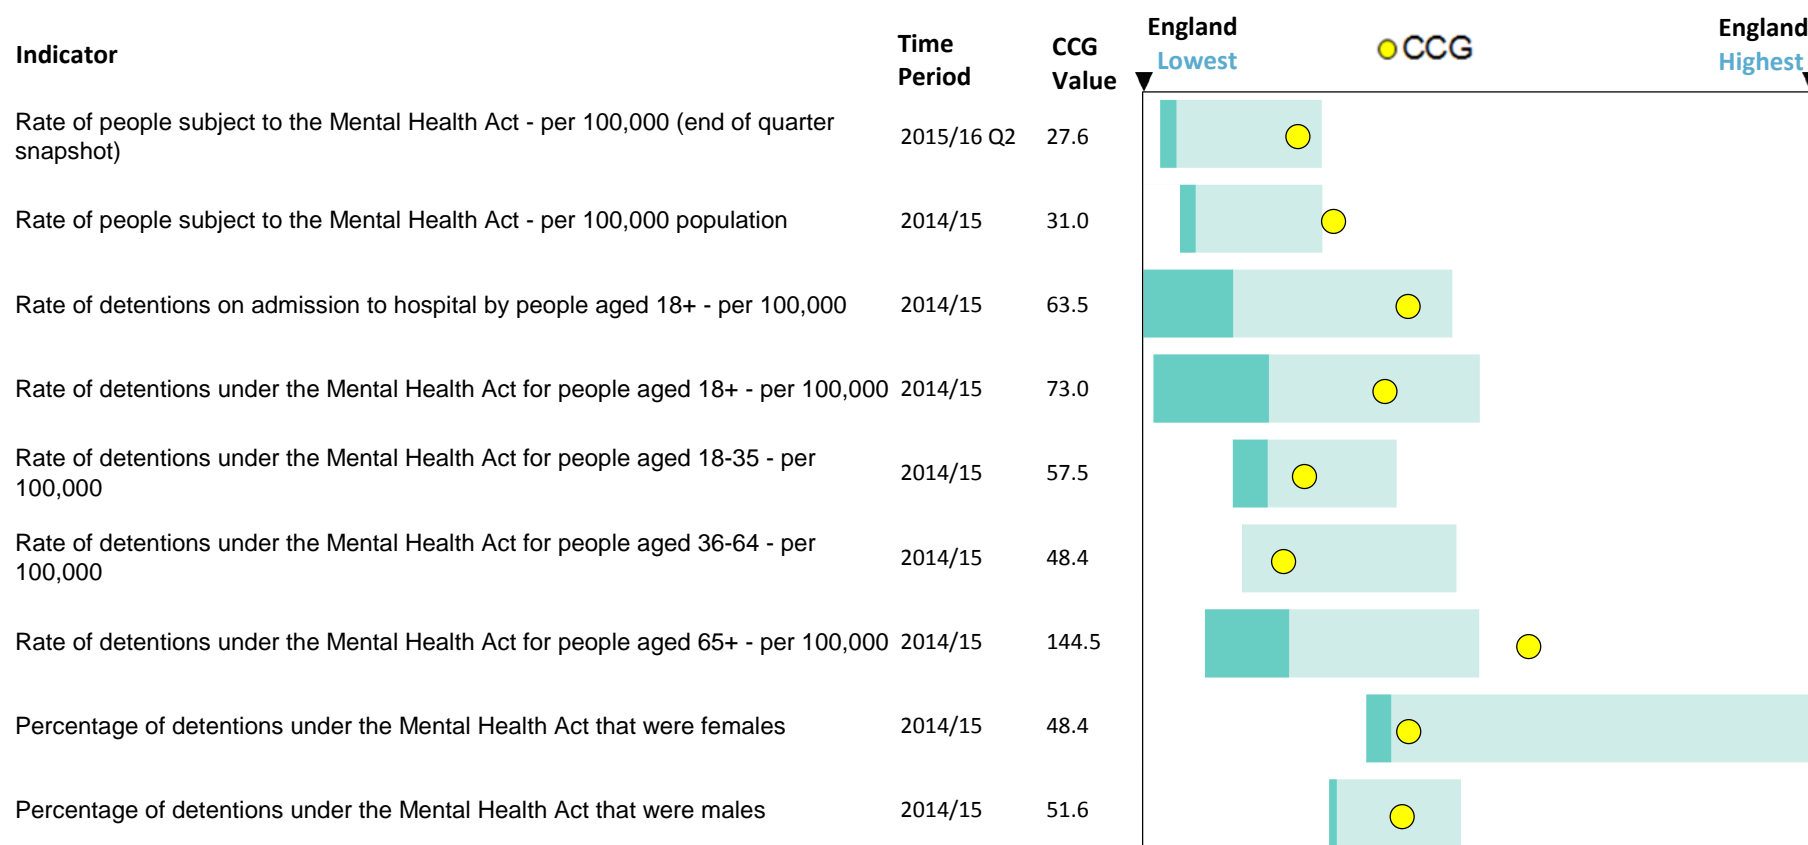 Indicator
Time Period
CCG Value
England Lowest
CCG
England Highest
Rate of people subject to the Mental Health Act - per 100,000 (end of quarter
snapshot)
2015/16 Q2
27.6
Rate of people subject to the Mental Health Act - per 100,000 population
2014/15
31.0
Rate of detentions on admission to hospital by people aged 18+ - per 100,000
2014/15
63.5
Rate of detentions under the Mental Health Act for people aged 18+ - per 100,000
2014/15
73.0
Rate of detentions under the Mental Health Act for people aged 18-35 - per
100,000
2014/15
57.5
Rate of detentions under the Mental Health Act for people aged 36-64 - per
100,000
2014/15
48.4
Rate of detentions under the Mental Health Act for people aged 65+ - per 100,000
2014/15
144.5
Percentage of detentions under the Mental Health Act that were females
2014/15
48.4
Percentage of detentions under the Mental Health Act that were males
2014/15
51.6